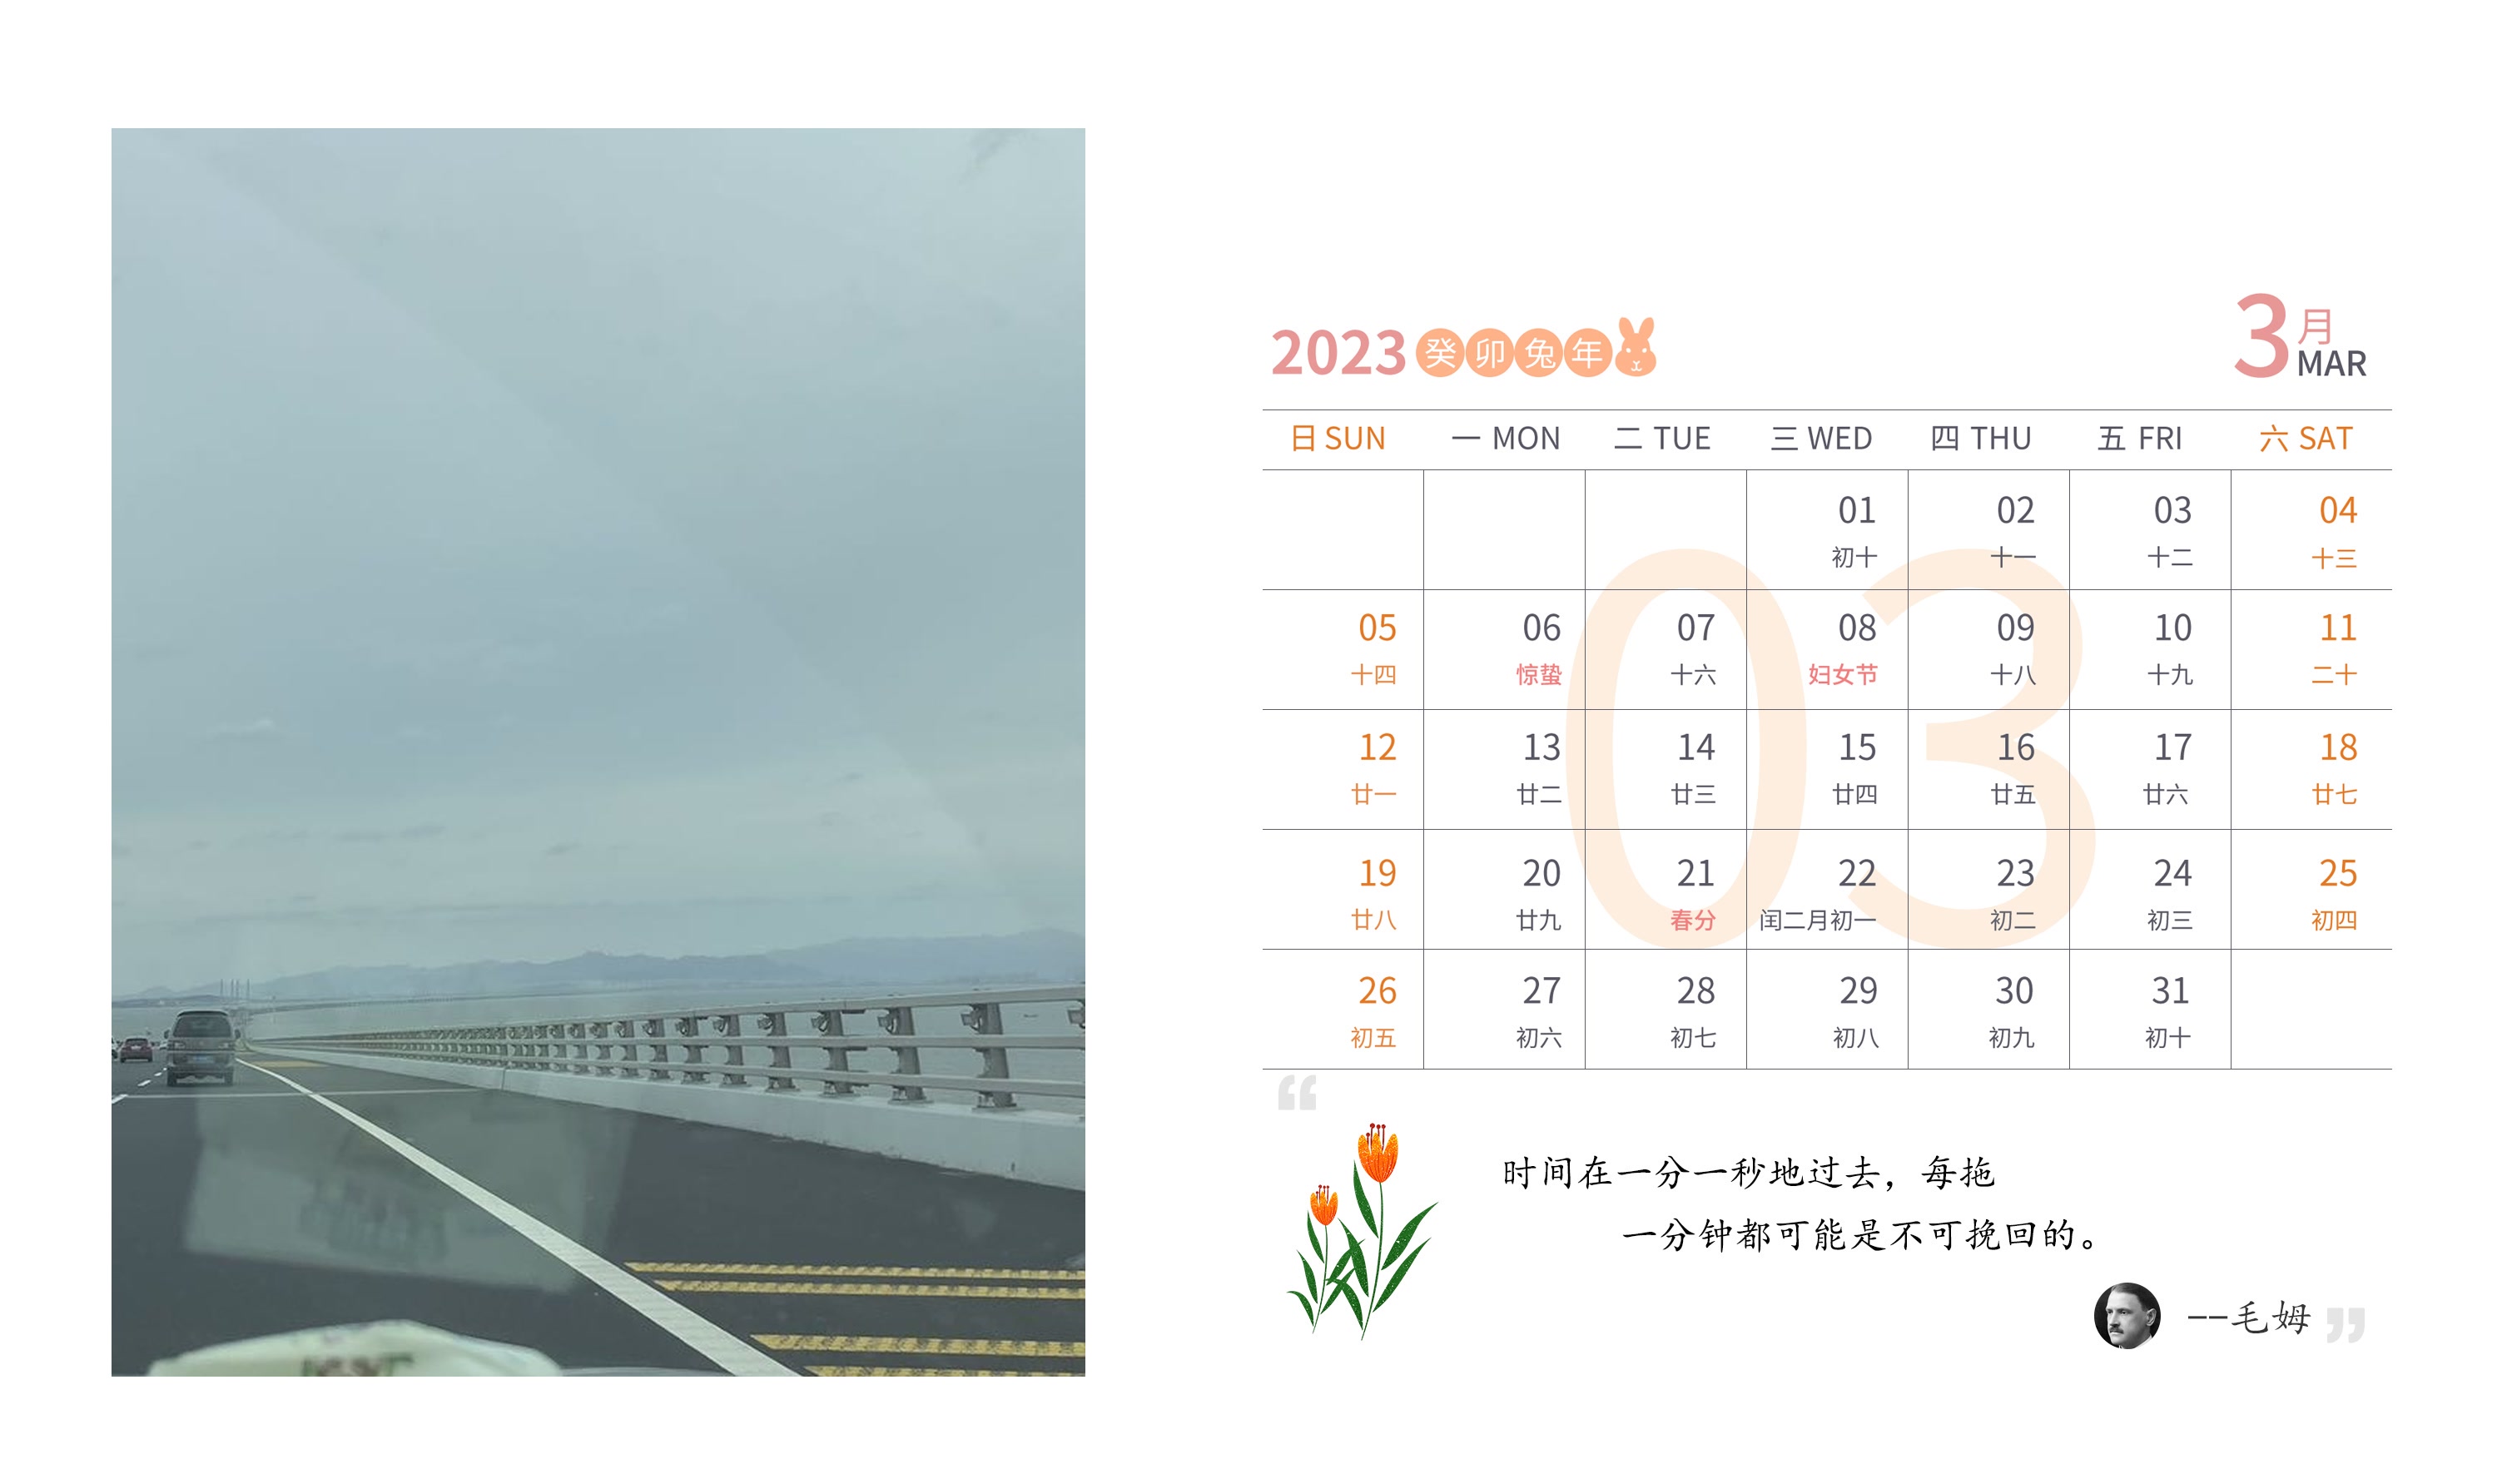 2023 癸卯兔年
3月
MAR
日 SUN 一 MON 二 TUE 三 WED 四 THU 五 FRI 六 SAT
01 02 03 04
初十 十一 十二 十三
05 06 07 08 09 10 11
十四 惊蛰 十六 妇女节 十八 十九 二十
12 13 14 15 16 17 18
廿一 廿二 廿三 廿四 廿五 廿六 廿七
19 20 21 22 23 24 25
廿八 廿九 春分 闰二月初一 初二 初三 初四
26 27 28 29 30 31
初五 初六 初七 初八 初九 初十
03
“
时间在一分一秒地过去，每拖
一分钟都可能是不可挽回的。
--毛姆 ”